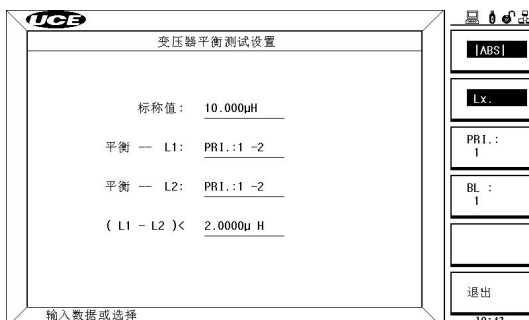 UCE
变压器平衡测试设置
标称值: 10.000μH
平衡 -- L1: PRI.:1 -2
平衡 -- L2: PRI.:1 -2
( L1 - L2 )< 2.0000μ H
输入数据或选择
|ABS|
Lx.
PRI.:
1
BL :
1
退出